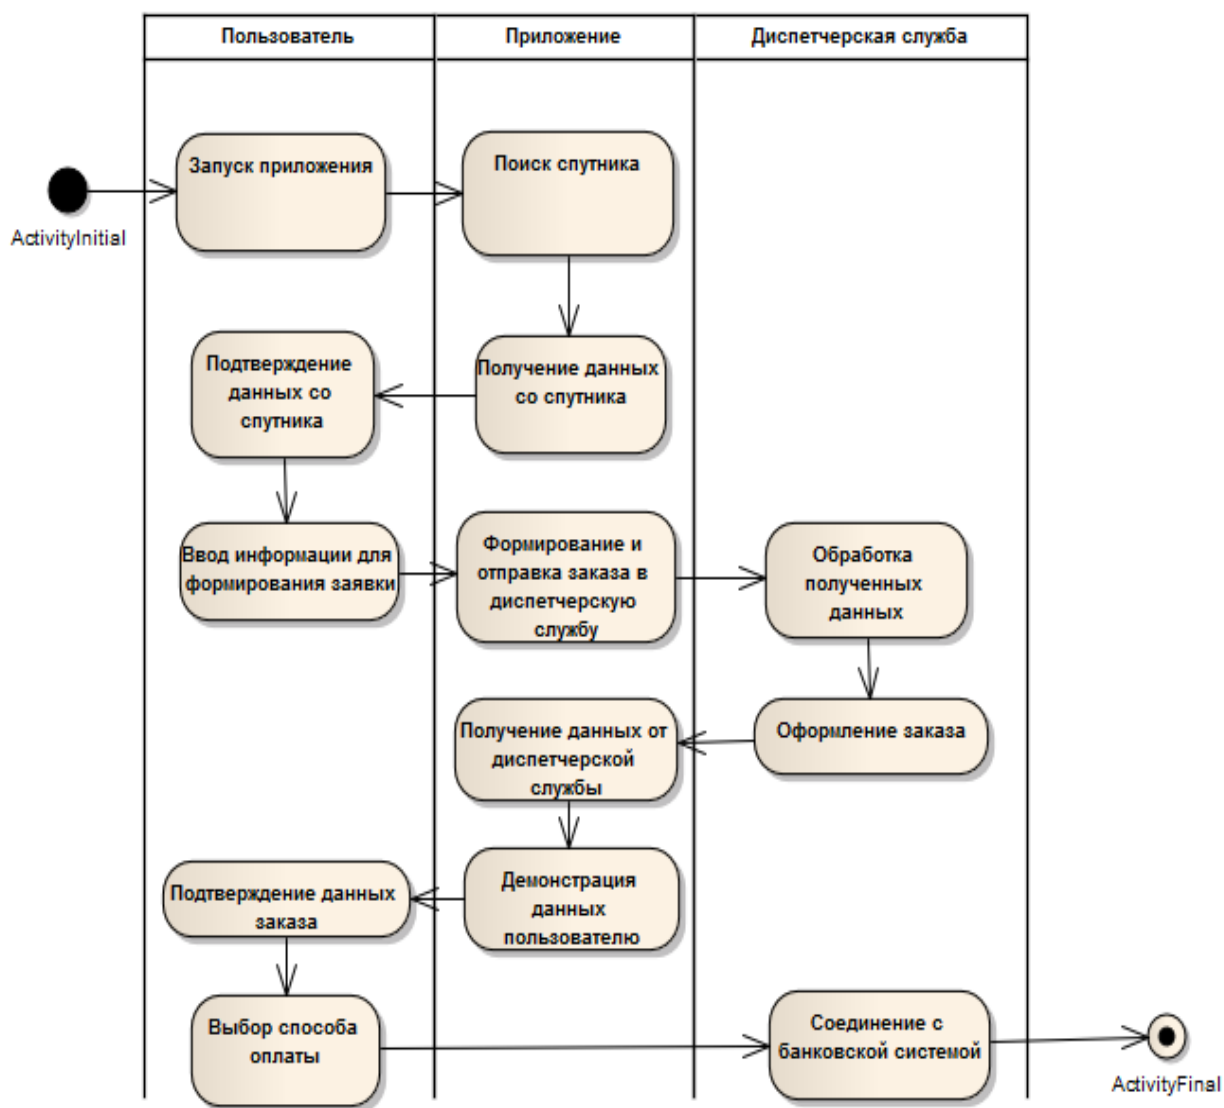 Пользователь
Приложение
Диспетчерская служба
Запуск приложения
Поиск спутника
ActivityInitial
Подтверждение
данных со
спутника
Получение данных
со спутника
Ввод информации для
формирования заявки
Формирование и
отправка заказа в
диспетчерскую
службу
Обработка
полученных
данных
Получение данных от
диспетчерской
службы
Оформление заказа
Подтверждение данных
заказа
Демонстрация
данных
пользователю
Выбор способа
оплаты
Соединение с
банковской системой
ActivityFinal